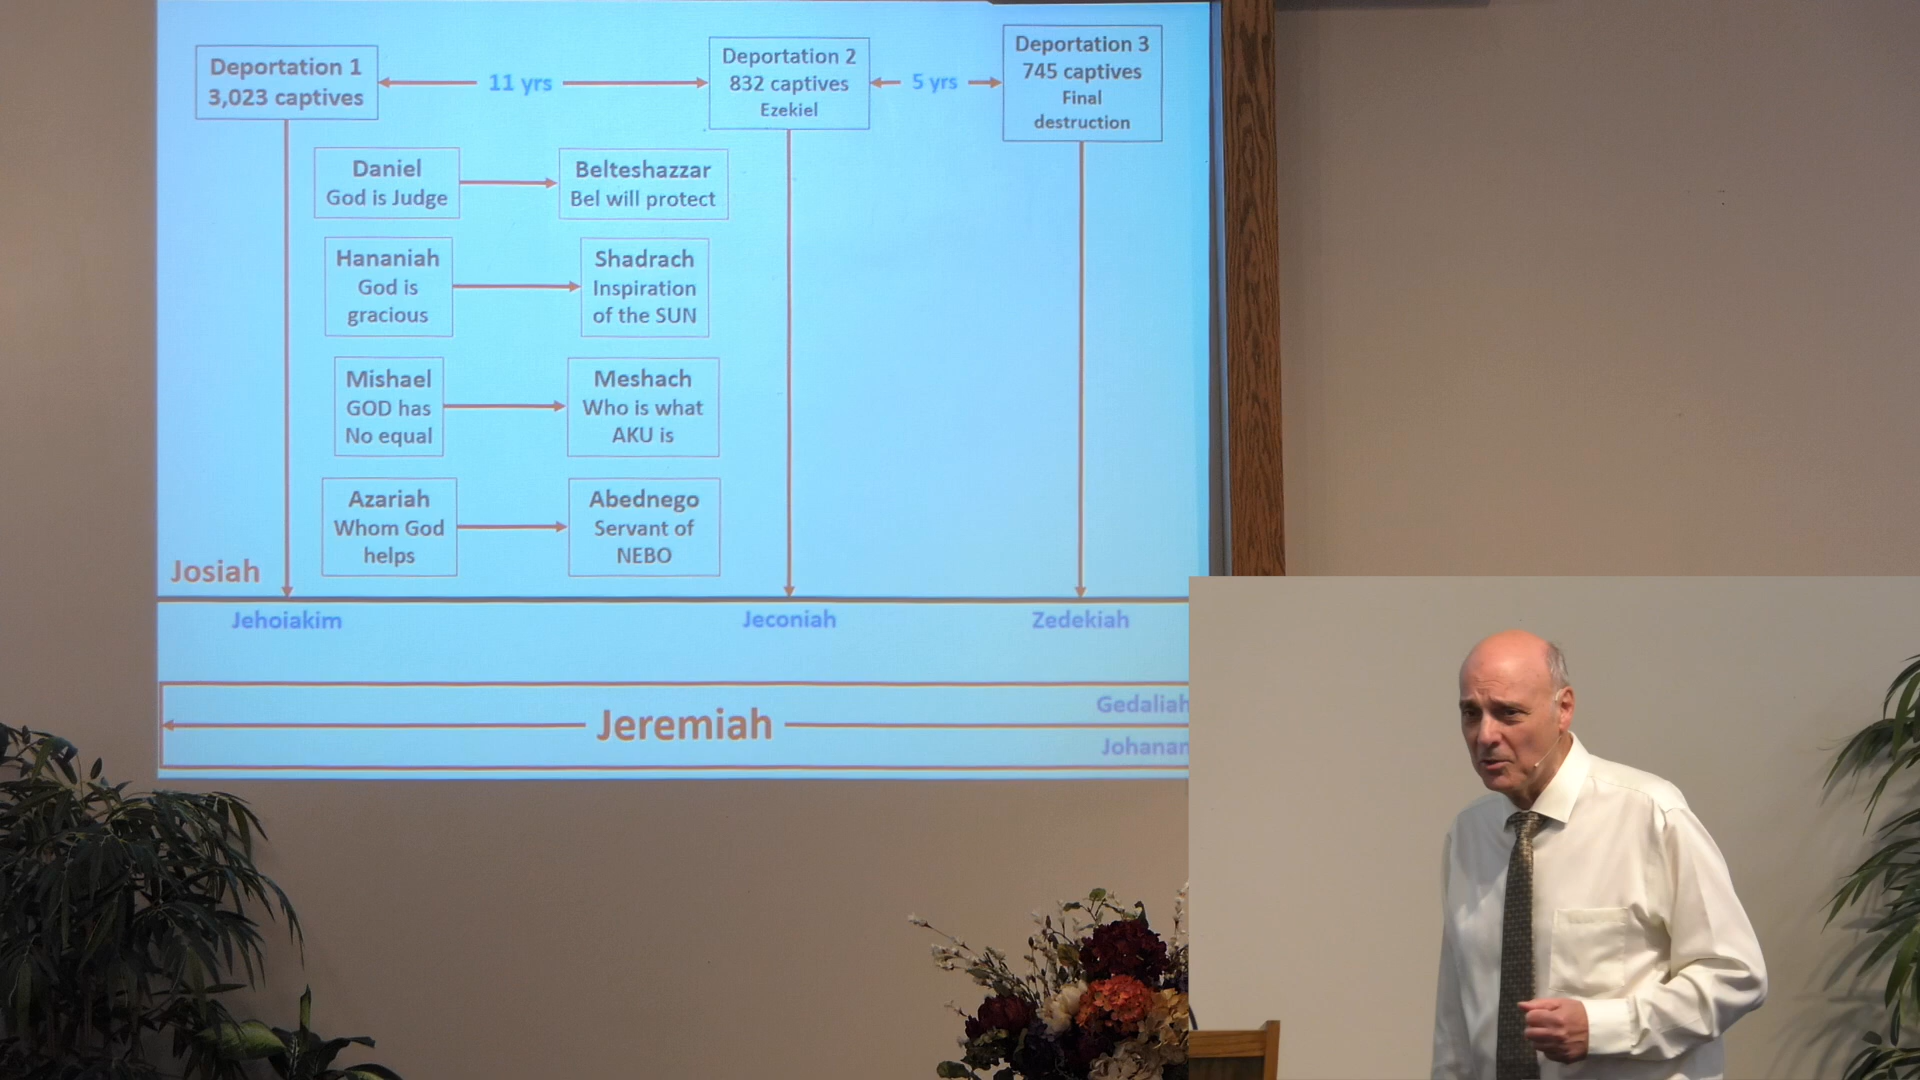 Deportation 1
3,023 captives
11 yrs
Deportation 2
832 captives
Ezekiel
5 yrs
Deportation 3
745 captives
Final
destruction
Daniel
God is Judge
Belteshazzar
Bel will protect
Hananiah
God is
gracious
Shadrach
Inspiration
of the SUN
Mishael
GOD has
No equal
Meshach
Who is what
AKU is
Azariah
Whom God
helps
Abednego
Servant of
NEBO
Josiah
Jehoiakim
Jeconiah
Zedekiah
Jeremiah
Gedaliah
Johanan